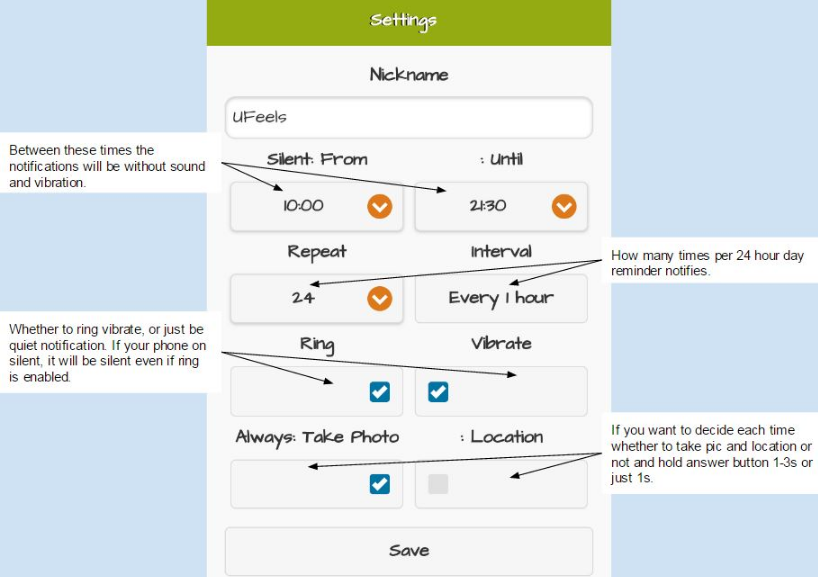 Settings
Nickname
UFeels
Between these times the
notifications will be without sound
and vibration.
Silent: From
: Until
10:00
21:30
Repeat
Interval
How many times per 24 hour day
reminder notifies.
24
Every 1 hour
Whether to ring vibrate, or just be
quiet notification. If your phone on
silent, it will be silent even if ring
is enabled.
Ring
Vibrate
Always: Take Photo
: Location
If you want to decide each time
whether to take pic and location or
not and hold answer button 1-3s or
just 1s.
Save